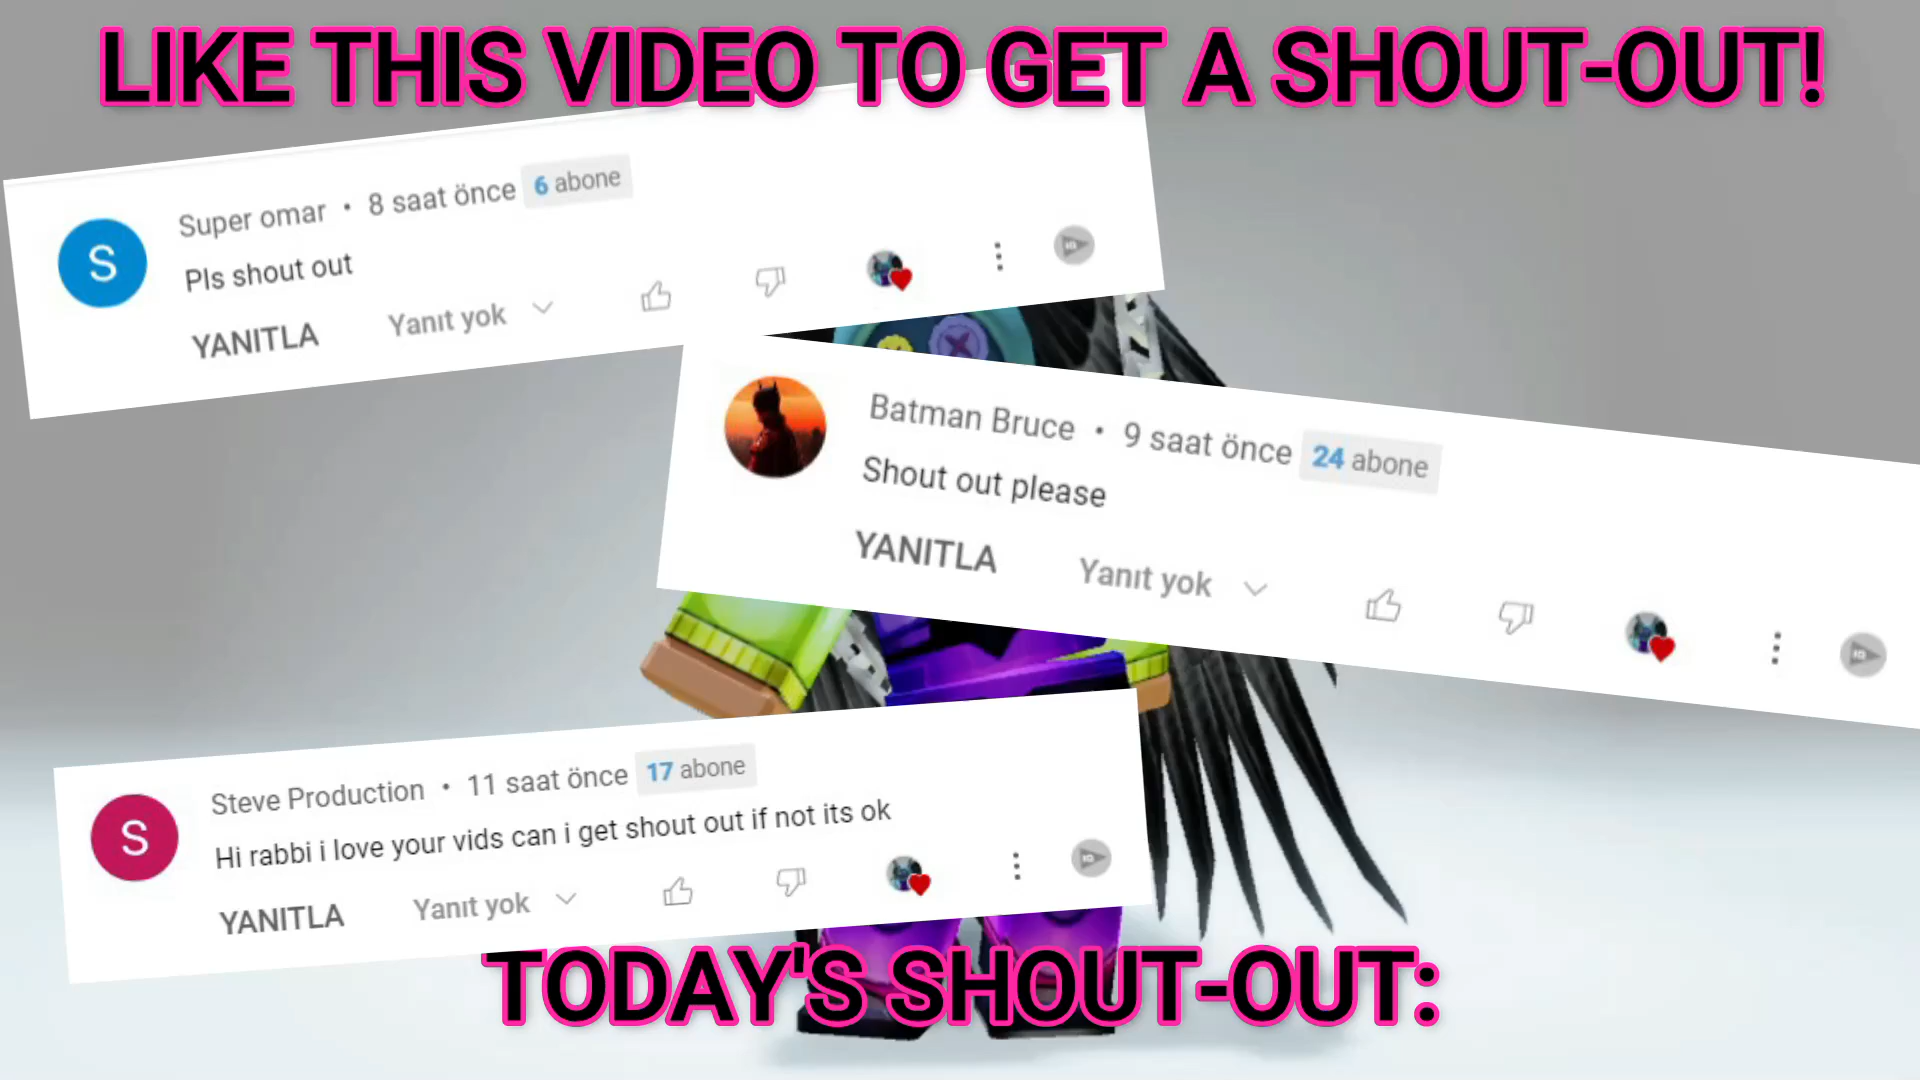 LIKE THIS VIDEO TO GET A SHOUT-OUT!
S
Super omar • 8 saat önce 6 abone
Pls shout out
YANITLA Yanıt yok
Batman Bruce • 9 saat önce 24 abone
Shout out please
YANITLA Yanıt yok
S
Steve Production • 11 saat önce 17 abone
Hi rabbi i love your vids can i get shout out if not its ok
YANITLA Yanıt yok
TODAY'S SHOUT-OUT: